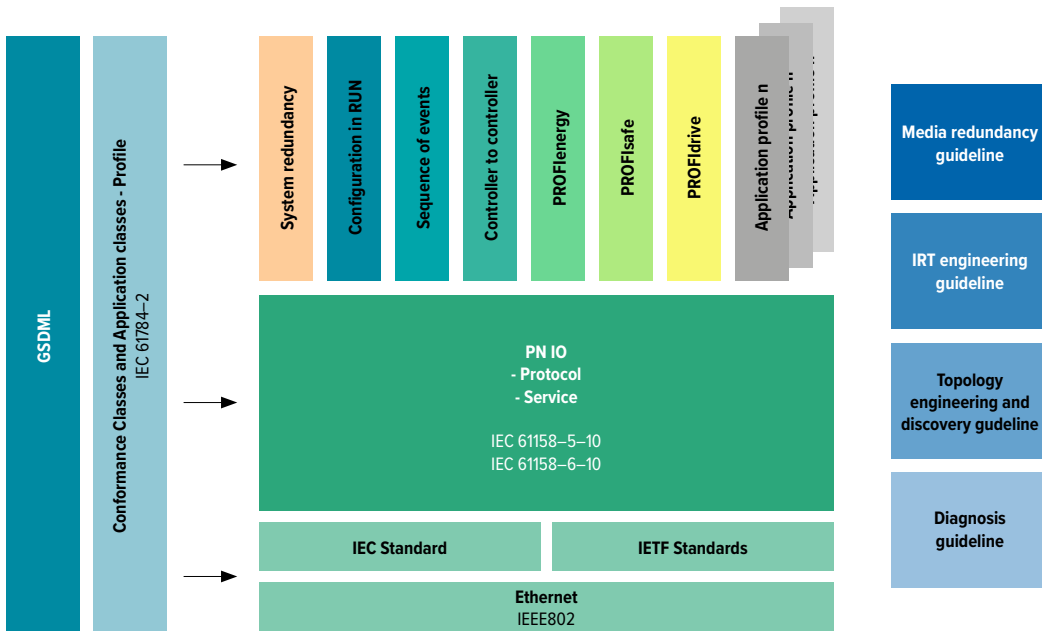 GSDML
Conformance Classes and Application classes - Profile
IEC 61784–2
System redundancy
Configuration in RUN
Sequence of events
Controller to controller
PROFIenergy
PROFIsafe
PROFIdrive
Application profile n
PN IO
- Protocol
- Service
IEC 61158–5–10
IEC 61158–6–10
IEC Standard
IETF Standards
Ethernet
IEEE802
Media redundancy
guideline
IRT engineering
guideline
Topology
engineering and
discovery gudeline
Diagnosis
guideline